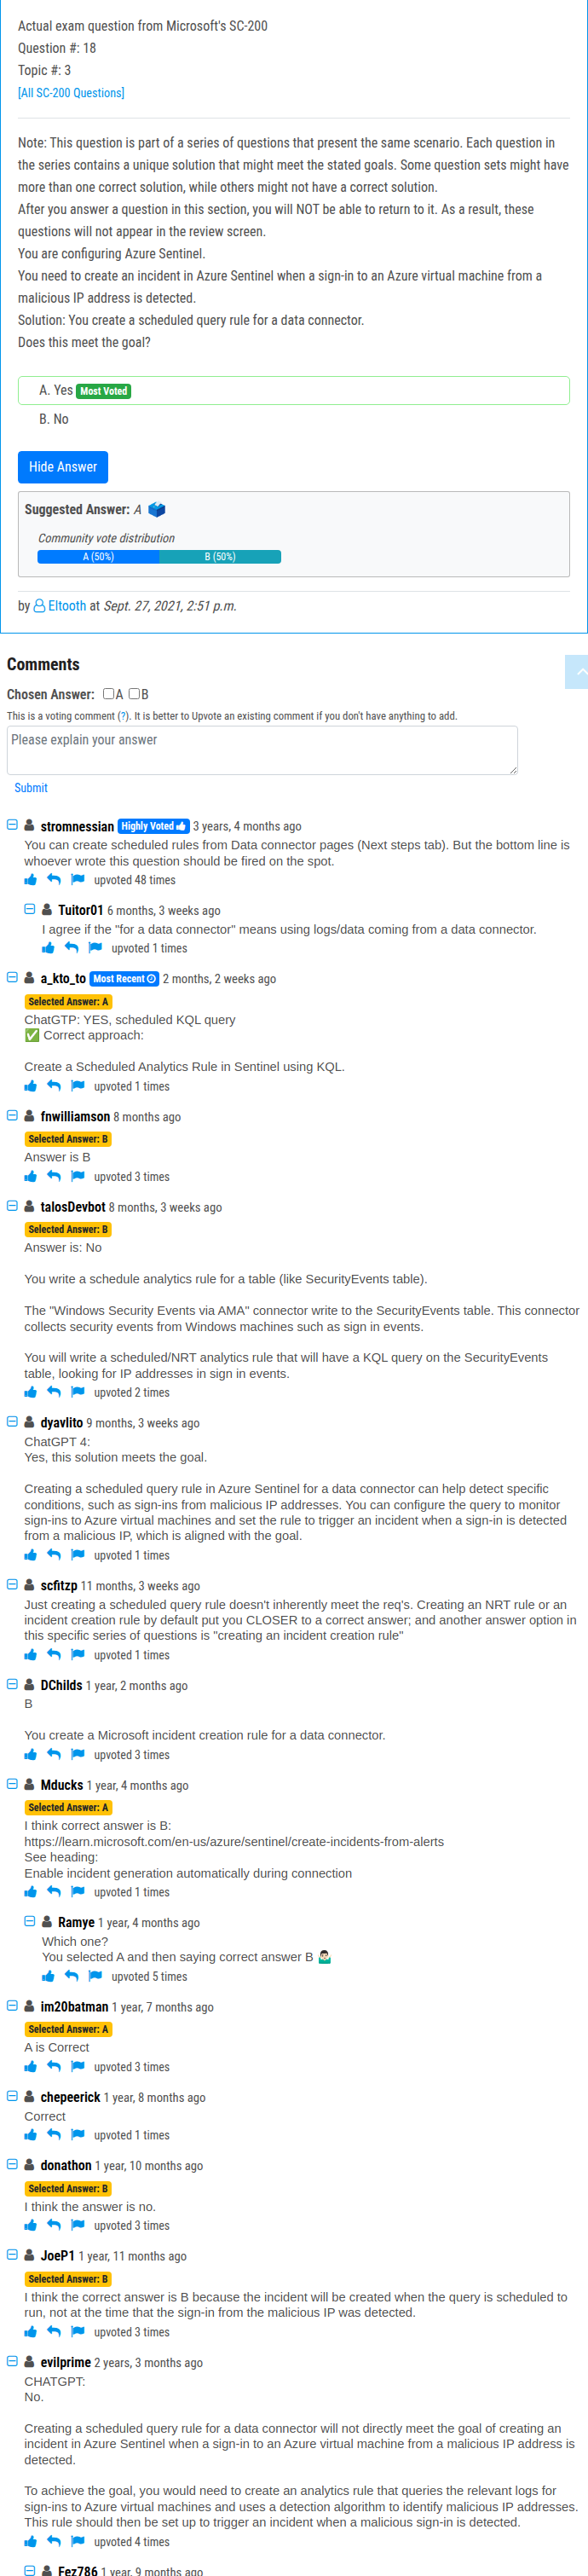 Actual exam question from Microsoft's SC-200
Question #: 18
Topic #: 3
[All SC-200 Questions]
Note: This question is part of a series of questions that present the same scenario. Each question in
the series contains a unique solution that might meet the stated goals. Some question sets might have
more than one correct solution, while others might not have a correct solution.
After you answer a question in this section, you will NOT be able to return to it. As a result, these
questions will not appear in the review screen.
You are configuring Azure Sentinel.
You need to create an incident in Azure Sentinel when a sign-in to an Azure virtual machine from a
malicious IP address is detected.
Solution: You create a scheduled query rule for a data connector.
Does this meet the goal?
A. Yes Most Voted
B. No
Hide Answer
Suggested Answer: A 🗳️
Community vote distribution
A (50%) B (50%)
by Eltooth at Sept. 27, 2021, 2:51 p.m.
Comments
Chosen Answer: A B
This is a voting comment (?). It is better to Upvote an existing comment if you don't have anything to add.
Please explain your answer
Submit
stromnessian Highly Voted 3 years, 4 months ago
You can create scheduled rules from Data connector pages (Next steps tab). But the bottom line is
whoever wrote this question should be fired on the spot.
upvoted 48 times
Tuitor01 6 months, 3 weeks ago
I agree if the "for a data connector" means using logs/data coming from a data connector.
upvoted 1 times
a_kto_to Most Recent 2 months, 2 weeks ago
Selected Answer: A
ChatGTP: YES, scheduled KQL query
✅ Correct approach:
Create a Scheduled Analytics Rule in Sentinel using KQL.
upvoted 1 times
fnwilliamson 8 months ago
Selected Answer: B
Answer is B
upvoted 3 times
talosDevbot 8 months, 3 weeks ago
Selected Answer: B
Answer is: No
You write a schedule analytics rule for a table (like SecurityEvents table).
The "Windows Security Events via AMA" connector write to the SecurityEvents table. This connector
collects security events from Windows machines such as sign in events.
You will write a scheduled/NRT analytics rule that will have a KQL query on the SecurityEvents
table, looking for IP addresses in sign in events.
upvoted 2 times
dyavlito 9 months, 3 weeks ago
ChatGPT 4:
Yes, this solution meets the goal.
Creating a scheduled query rule in Azure Sentinel for a data connector can help detect specific
conditions, such as sign-ins from malicious IP addresses. You can configure the query to monitor
sign-ins to Azure virtual machines and set the rule to trigger an incident when a sign-in is detected
from a malicious IP, which is aligned with the goal.
upvoted 1 times
scfitzp 11 months, 3 weeks ago
Just creating a scheduled query rule doesn't inherently meet the req's. Creating an NRT rule or an
incident creation rule by default put you CLOSER to a correct answer; and another answer option in
this specific series of questions is "creating an incident creation rule"
upvoted 1 times
DChilds 1 year, 2 months ago
B
You create a Microsoft incident creation rule for a data connector.
upvoted 3 times
Mducks 1 year, 4 months ago
Selected Answer: A
I think correct answer is B:
https://learn.microsoft.com/en-us/azure/sentinel/create-incidents-from-alerts
See heading:
Enable incident generation automatically during connection
upvoted 1 times
Ramye 1 year, 4 months ago
Which one?
You selected A and then saying correct answer B 🤷🏻‍♂️
upvoted 5 times
im20batman 1 year, 7 months ago
Selected Answer: A
A is Correct
upvoted 3 times
chepeerick 1 year, 8 months ago
Correct
upvoted 1 times
donathon 1 year, 10 months ago
Selected Answer: B
I think the answer is no.
upvoted 3 times
JoeP1 1 year, 11 months ago
Selected Answer: B
I think the correct answer is B because the incident will be created when the query is scheduled to
run, not at the time that the sign-in from the malicious IP was detected.
upvoted 3 times
evilprime 2 years, 3 months ago
CHATGPT:
No.
Creating a scheduled query rule for a data connector will not directly meet the goal of creating an
incident in Azure Sentinel when a sign-in to an Azure virtual machine from a malicious IP address is
detected.
To achieve the goal, you would need to create an analytics rule that queries the relevant logs for
sign-ins to Azure virtual machines and uses a detection algorithm to identify malicious IP addresses.
This rule should then be set up to trigger an incident when a malicious sign-in is detected.
upvoted 4 times
Fez786 1 year, 9 months ago